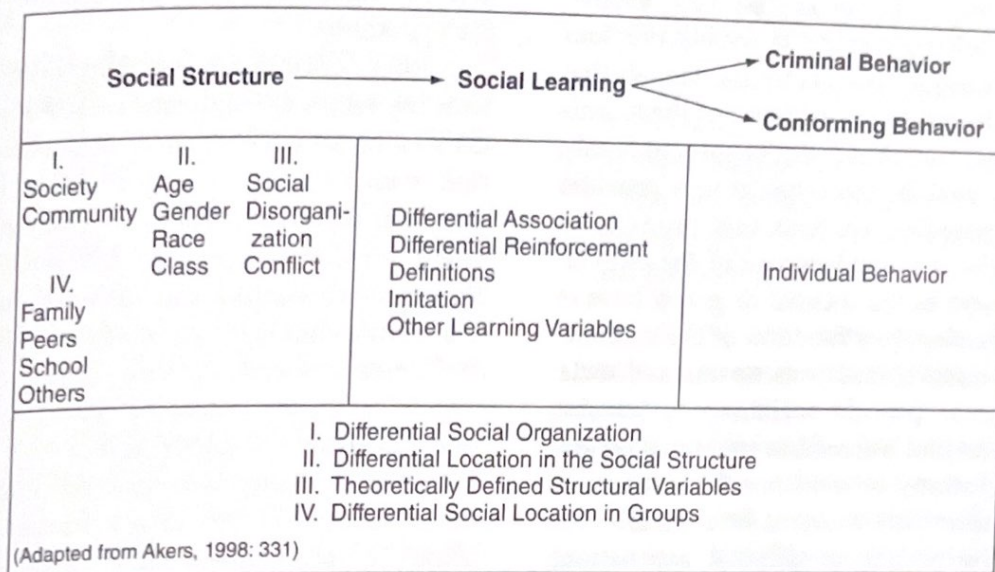 Social Structure Social Learning Criminal Behavior
Conforming Behavior
I.
Society
Community
II.
Age
Gender
Race
Class
III.
Social
Disorgani-
zation
Conflict
IV.
Family
Peers
School
Others
Differential Association
Differential Reinforcement
Definitions
Imitation
Other Learning Variables
Individual Behavior
I. Differential Social Organization
II. Differential Location in the Social Structure
III. Theoretically Defined Structural Variables
IV. Differential Social Location in Groups
(Adapted from Akers, 1998: 331)